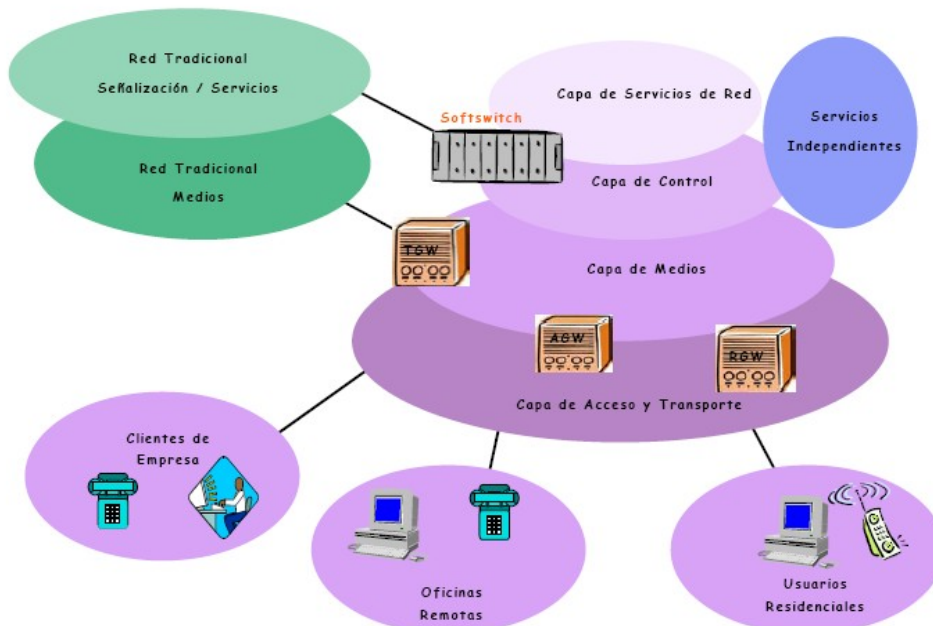 Red Tradicional
Señalización / Servicios
Red Tradicional
Medios
Softswitch
Capa de Servicios de Red
Servicios
Independientes
Capa de Control
TGW
Capa de Medios
AGW
RGW
Capa de Acceso y Transporte
Clientes de
Empresa
Oficinas
Remotas
Usuarios
Residenciales